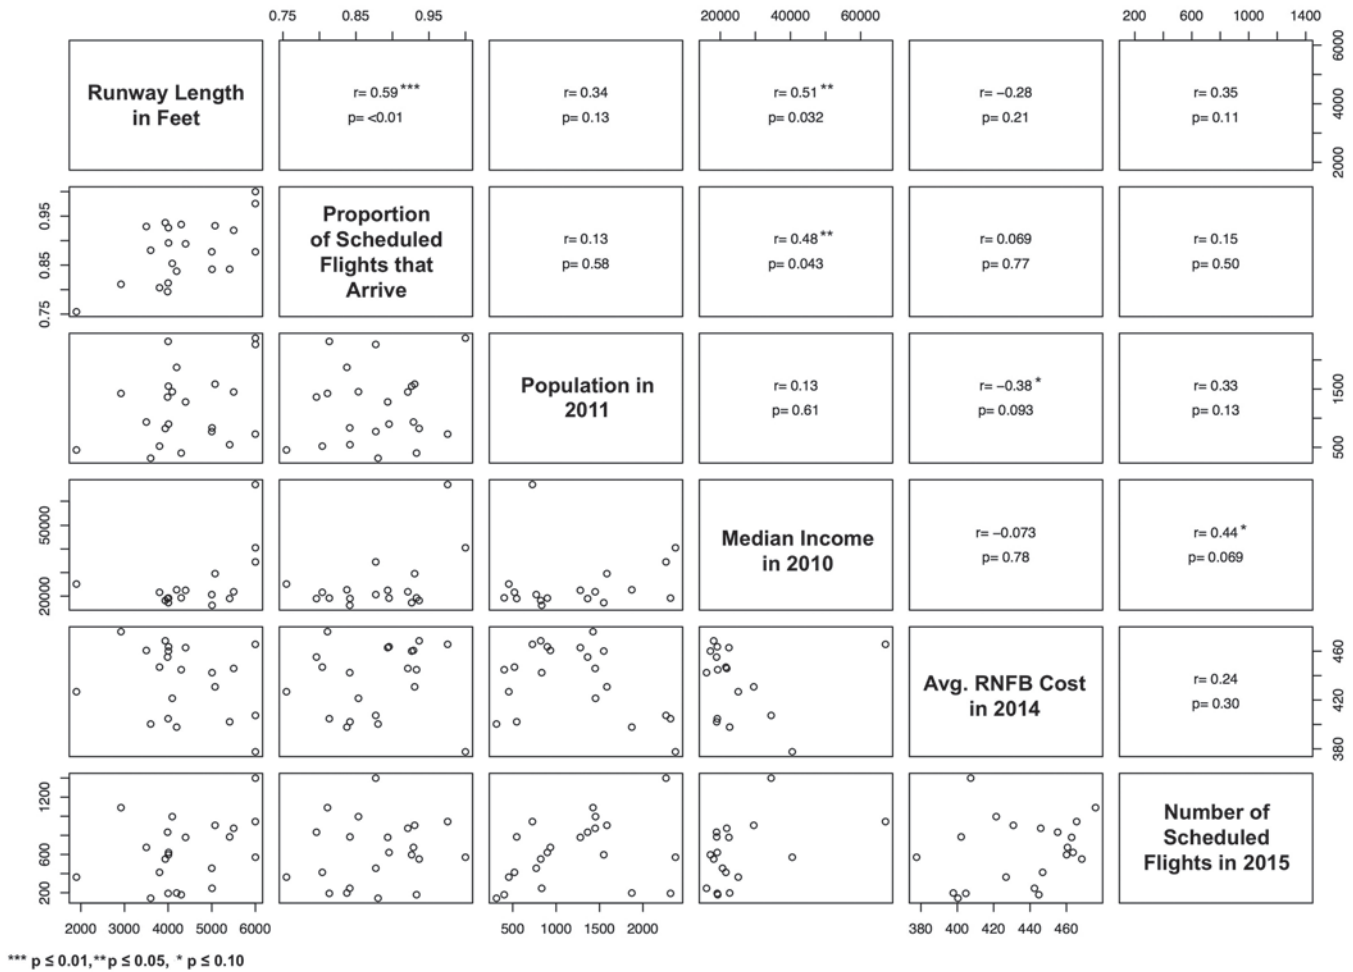 0.75 0.85 0.95 20000 40000 60000 200 600 1000 1400
Runway Length
in Feet
r= 0.59 ***
p= <0.01
r= 0.34
p= 0.13
r= 0.51 **
p= 0.032
r= −0.28
p= 0.21
r= 0.35
p= 0.11
2000 4000 6000
0.75 0.85 0.95
Proportion
of Scheduled
Flights that
Arrive
r= 0.13
p= 0.58
r= 0.48 **
p= 0.043
r= 0.069
p= 0.77
r= 0.15
p= 0.50
Population in
2011
r= 0.13
p= 0.61
r= −0.38 *
p= 0.093
r= 0.33
p= 0.13
500 1500
20000 50000
Median Income
in 2010
r= −0.073
p= 0.78
r= 0.44 *
p= 0.069
Avg. RNFB Cost
in 2014
r= 0.24
p= 0.30
380 420 460
200 600 1200
Number of
Scheduled
Flights in 2015
2000 3000 4000 5000 6000 500 1000 1500 2000 380 400 420 440 460
*** p ≤ 0.01,**p ≤ 0.05, * p ≤ 0.10